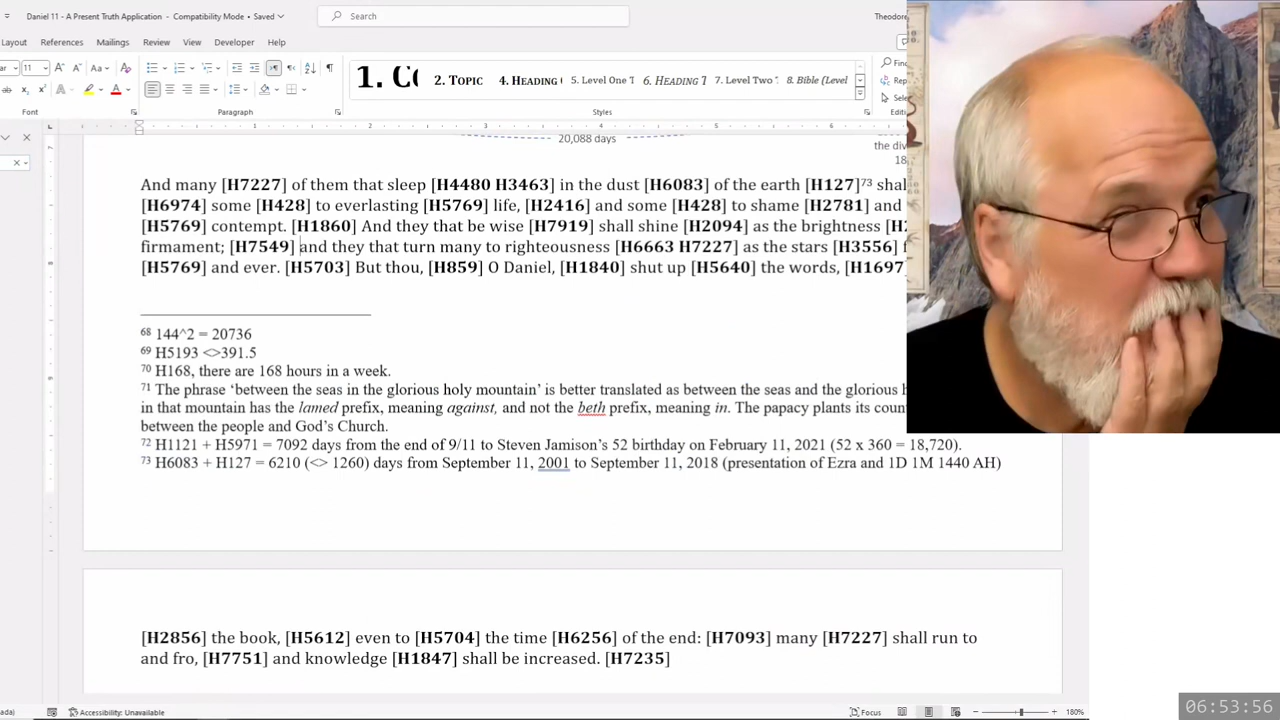 Daniel 11 - A Present Truth Application - Compatibility Mode • Saved
Search
Theodore
Layout References Mailings Review View Developer Help
11 Aa
1. Co 2. TOPIC 4. HEADING 5. Level One 6. HEADING 7. Level Two 8. Bible (Level
Font Paragraph Styles
1 2 3 4 5 6
20,088 days
the div
18
And many [H7227] of them that sleep [H4480 H3463] in the dust [H6083] of the earth [H127]73 shal
[H6974] some [H428] to everlasting [H5769] life, [H2416] and some [H428] to shame [H2781] and
[H5769] contempt. [H1860] And they that be wise [H7919] shall shine [H2094] as the brightness
firmament; [H7549] and they that turn many to righteousness [H6663 H7227] as the stars [H3556] f
[H5769] and ever. [H5703] But thou, [H859] O Daniel, [H1840] shut up [H5640] the words, [H1697
68 144^2 = 20736
69 H5193 <>391.5
70 H168, there are 168 hours in a week.
71 The phrase ‘between the seas in the glorious holy mountain’ is better translated as between the seas and the glorious h
in that mountain has the lamed prefix, meaning against, and not the beth prefix, meaning in. The papacy plants its coun
between the people and God’s Church.
72 H1121 + H5971 = 7092 days from the end of 9/11 to Steven Jamison’s 52 birthday on February 11, 2021 (52 x 360 = 18,720).
73 H6083 + H127 = 6210 (<> 1260) days from September 11, 2001 to September 11, 2018 (presentation of Ezra and 1D 1M 1440 AH)
[H2856] the book, [H5612] even to [H5704] the time [H6256] of the end: [H7093] many [H7227] shall run to
and fro, [H7751] and knowledge [H1847] shall be increased. [H7235]
Accessibility: Unavailable
Focus
180%
06:53:56